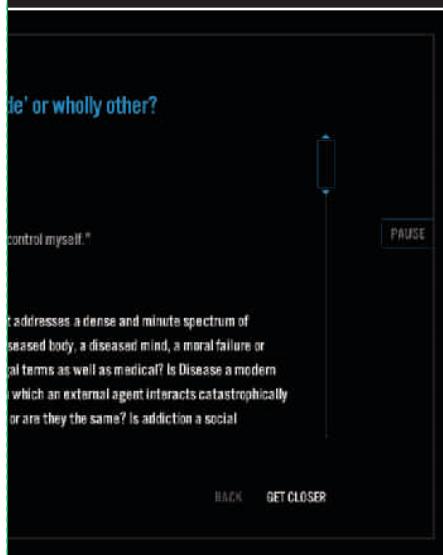 de' or wholly other?
control myself."
PAUSE
t addresses a dense and minute spectrum of
seased body, a diseased mind, a moral failure or
gal terms as well as medical? Is Disease a modern
which an external agent interacts catastrophically
or are they the same? Is addiction a social
BACK GET CLOSER